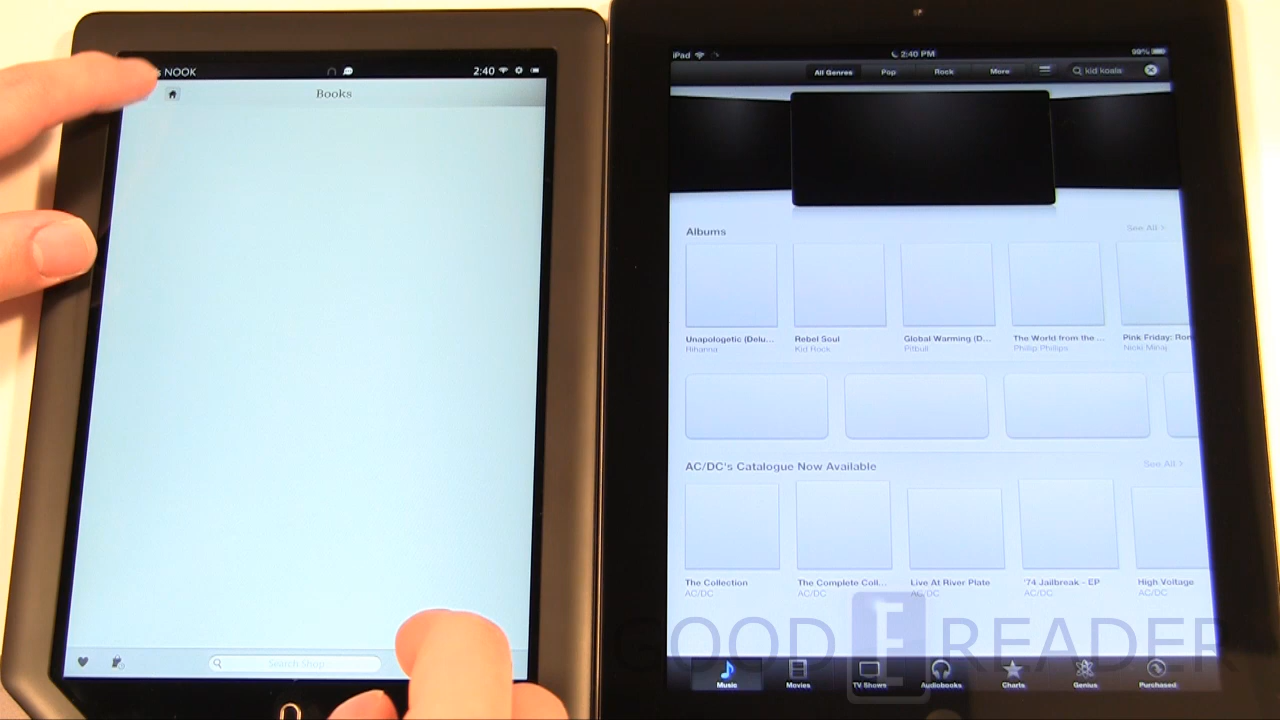 s NOOK
2:40
Books
Search Shop
iPad
2:40 PM
99%
All Genres
Pop
Rock
More
kid koala
Albums
See All >
Unapologetic (Delu...
Rihanna
Rebel Soul
Kid Rock
Global Warming (D...
Pitbull
The World from the ...
Phillip Phillips
Pink Friday: Rom
Nicki Minaj
AC/DC's Catalogue Now Available
See All >
The Collection
AC/DC
The Complete Coll...
AC/DC
Live At River Plate
AC/DC
'74 Jailbreak - EP
AC/DC
High Voltage
AC/DC
GOOD E READER
Music
Movies
TV Shows
Audiobooks
Charts
Genius
Purchased